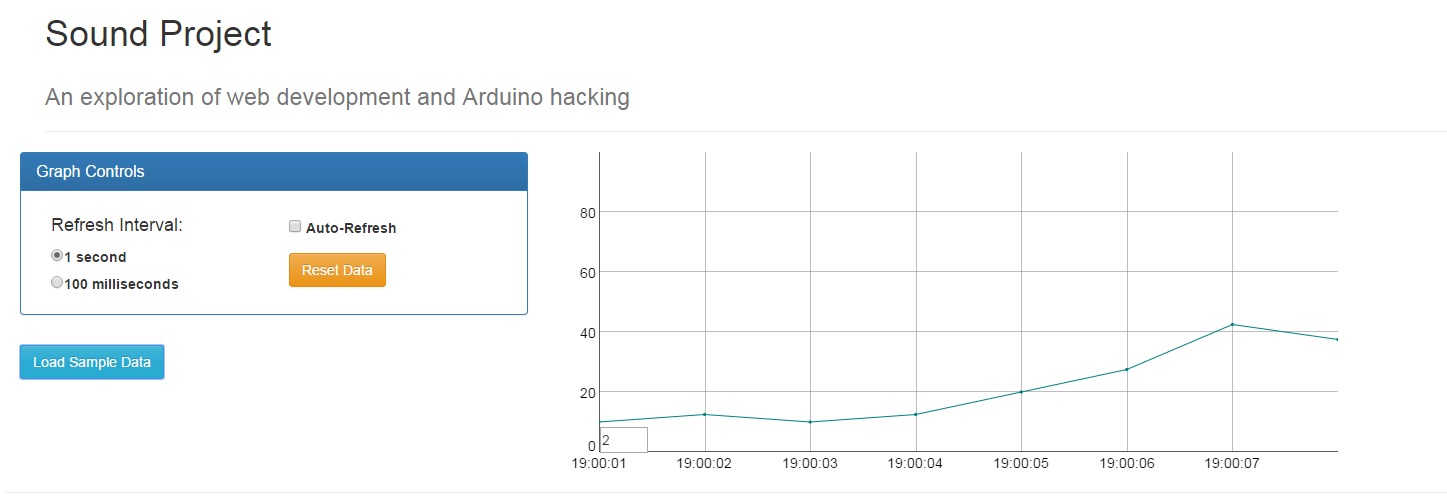 Sound Project
An exploration of web development and Arduino hacking
Graph Controls
Refresh Interval:
1 second
100 milliseconds
Auto-Refresh
Reset Data
Load Sample Data
80
60
40
20
0
2
19:00:01 19:00:02 19:00:03 19:00:04 19:00:05 19:00:06 19:00:07